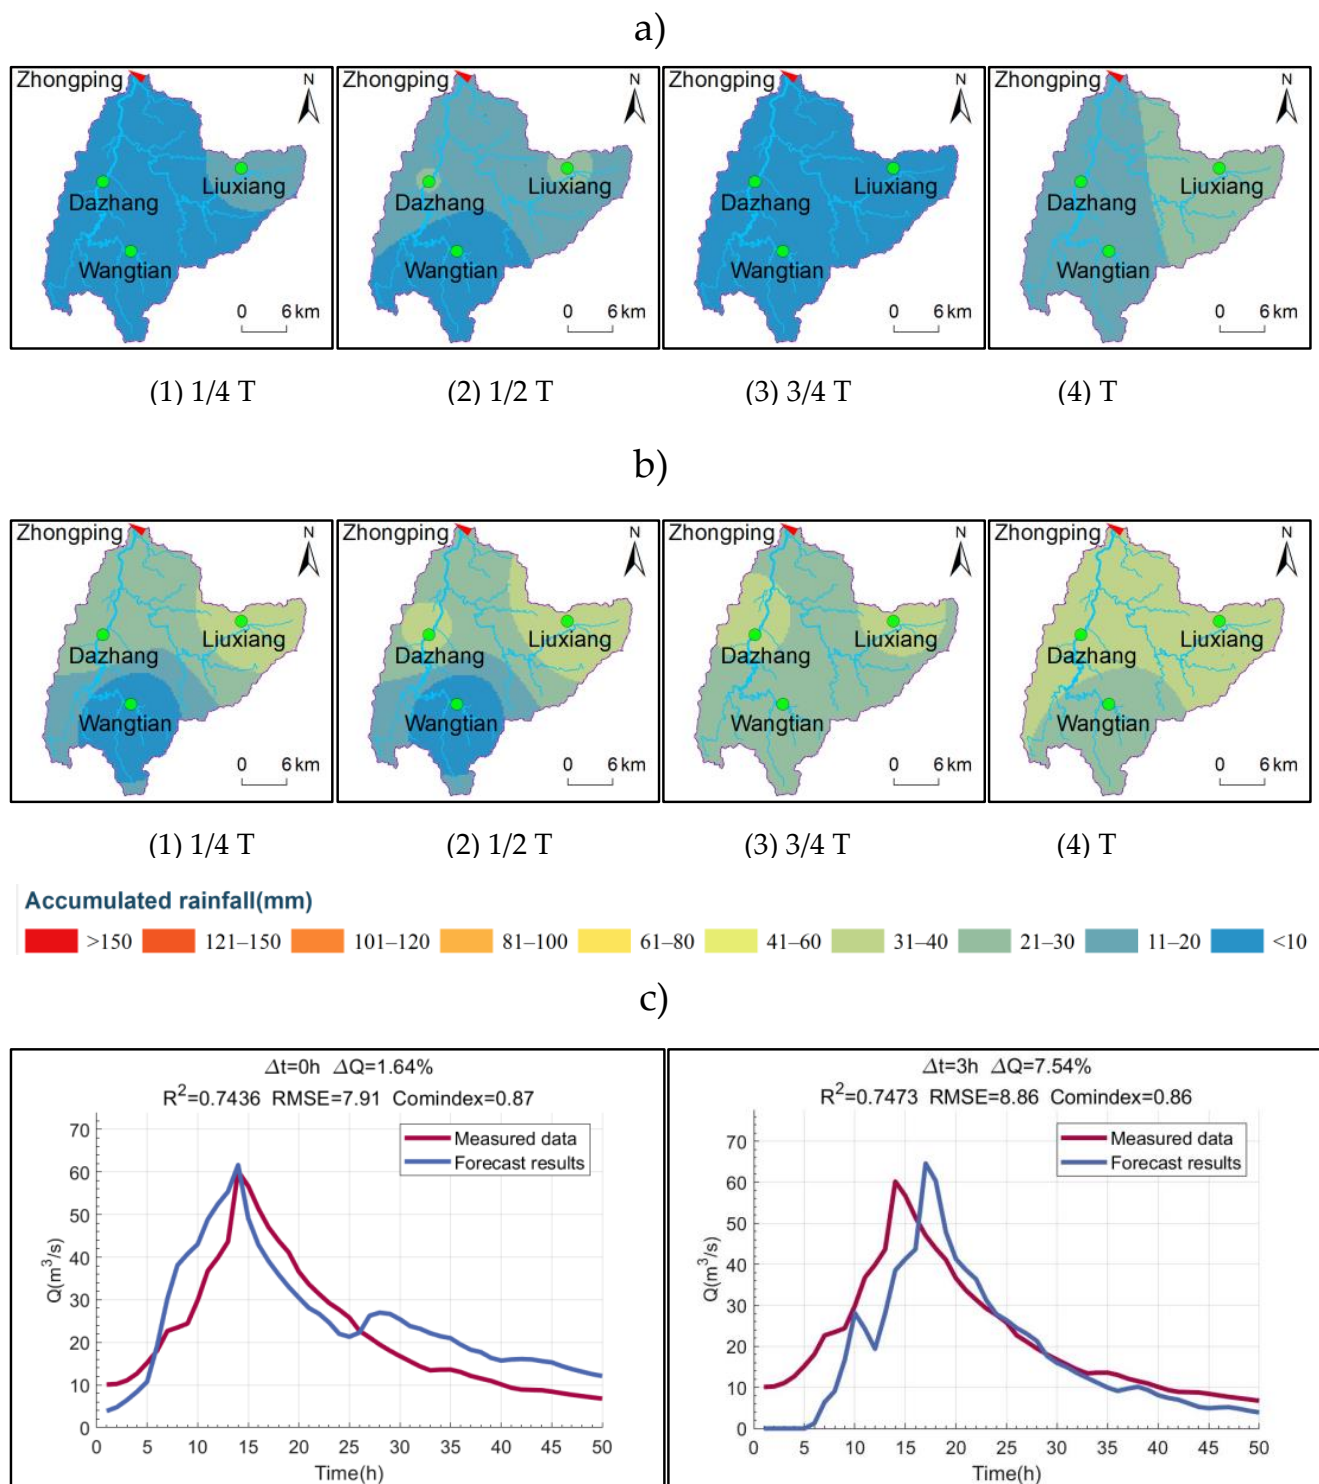 a)
Zhongping N Zhongping N Zhongping N Zhongping N
Liuxiang Liuxiang Liuxiang Liuxiang
Dazhang Dazhang Dazhang Dazhang
Wangtian Wangtian Wangtian Wangtian
0 6 km 0 6 km 0 6 km 0 6 km
(1) 1/4 T (2) 1/2 T (3) 3/4 T (4) T
b)
Zhongping N Zhongping N Zhongping N Zhongping N
Liuxiang Liuxiang Liuxiang Liuxiang
Dazhang Dazhang Dazhang Dazhang
Wangtian Wangtian Wangtian Wangtian
0 6 km 0 6 km 0 6 km 0 6 km
(1) 1/4 T (2) 1/2 T (3) 3/4 T (4) T
Accumulated rainfall(mm)
>150 121–150 101–120 81–100 61–80 41–60 31–40 21–30 11–20 <10
c)
Δt=0h ΔQ=1.64%
R²=0.7436 RMSE=7.91 Comindex=0.87
Measured data
Forecast results
70
60
50
40
30
20
10
0
Q(m³/s)
0 5 10 15 20 25 30 35 40 45 50
Time(h)
Δt=3h ΔQ=7.54%
R²=0.7473 RMSE=8.86 Comindex=0.86
Measured data
Forecast results
70
60
50
40
30
20
10
0
Q(m³/s)
0 5 10 15 20 25 30 35 40 45 50
Time(h)